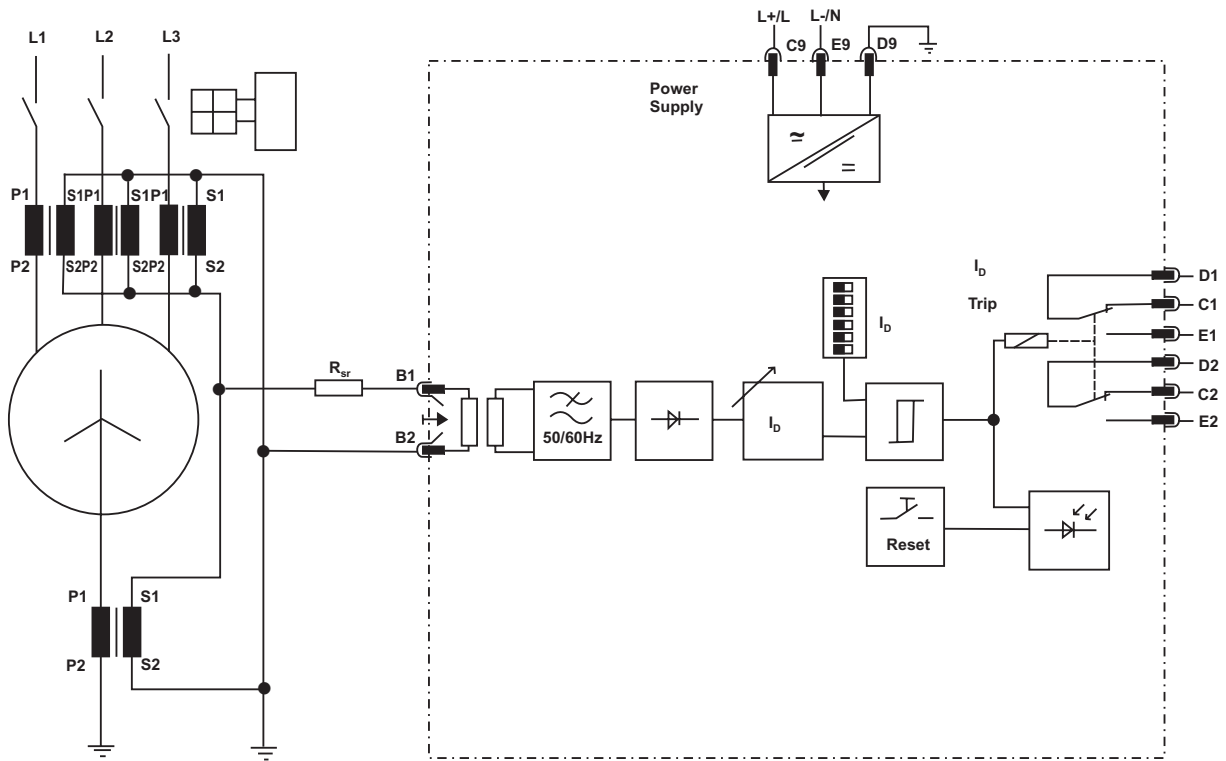 L+/L L-/N
C9 E9 D9
L1 L2 L3
Power
Supply
≂
=
P1 S1P1 S1P1 S1
P2 S2P2 S2P2 S2
I_D
Trip
D1
C1
E1
D2
C2
E2
I_D
R_sr
B1
B2
50/60Hz
I_D
Reset
P1 S1
P2 S2